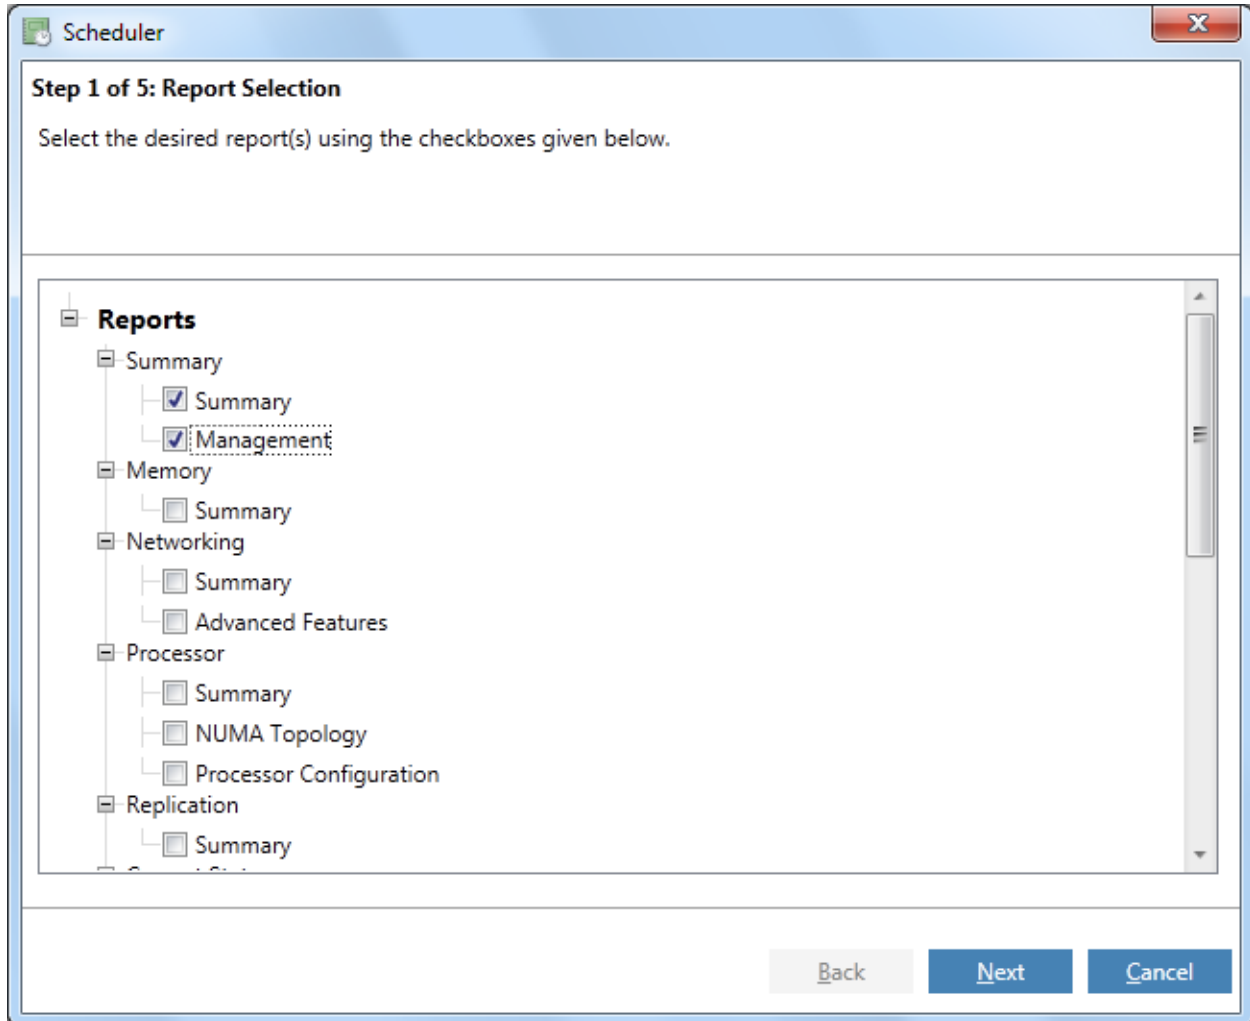 Scheduler
Step 1 of 5: Report Selection
Select the desired report(s) using the checkboxes given below.
Reports
Summary
Summary
Management
Memory
Summary
Networking
Summary
Advanced Features
Processor
Summary
NUMA Topology
Processor Configuration
Replication
Summary
Back Next Cancel